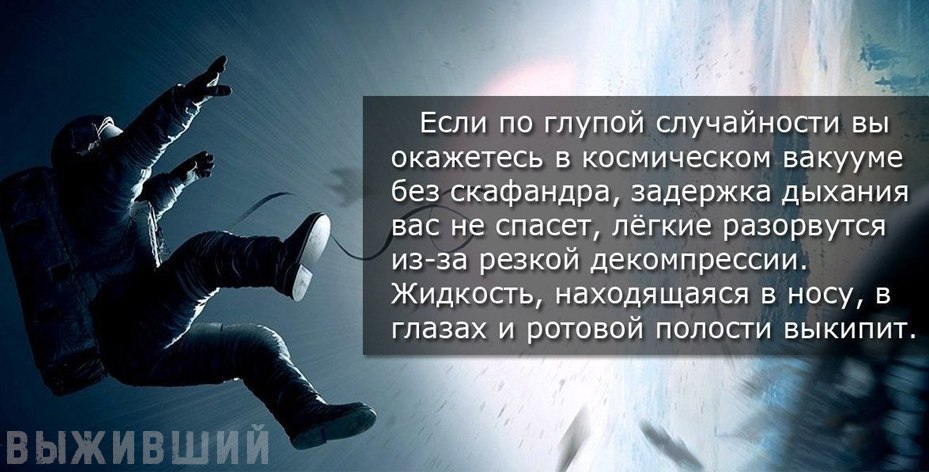 Если по глупой случайности вы
окажетесь в космическом вакууме
без скафандра, задержка дыхания
вас не спасет, лёгкие разорвутся
из-за резкой декомпрессии.
Жидкость, находящаяся в носу, в
глазах и ротовой полости выкипит.
ВЫЖИВШИЙ